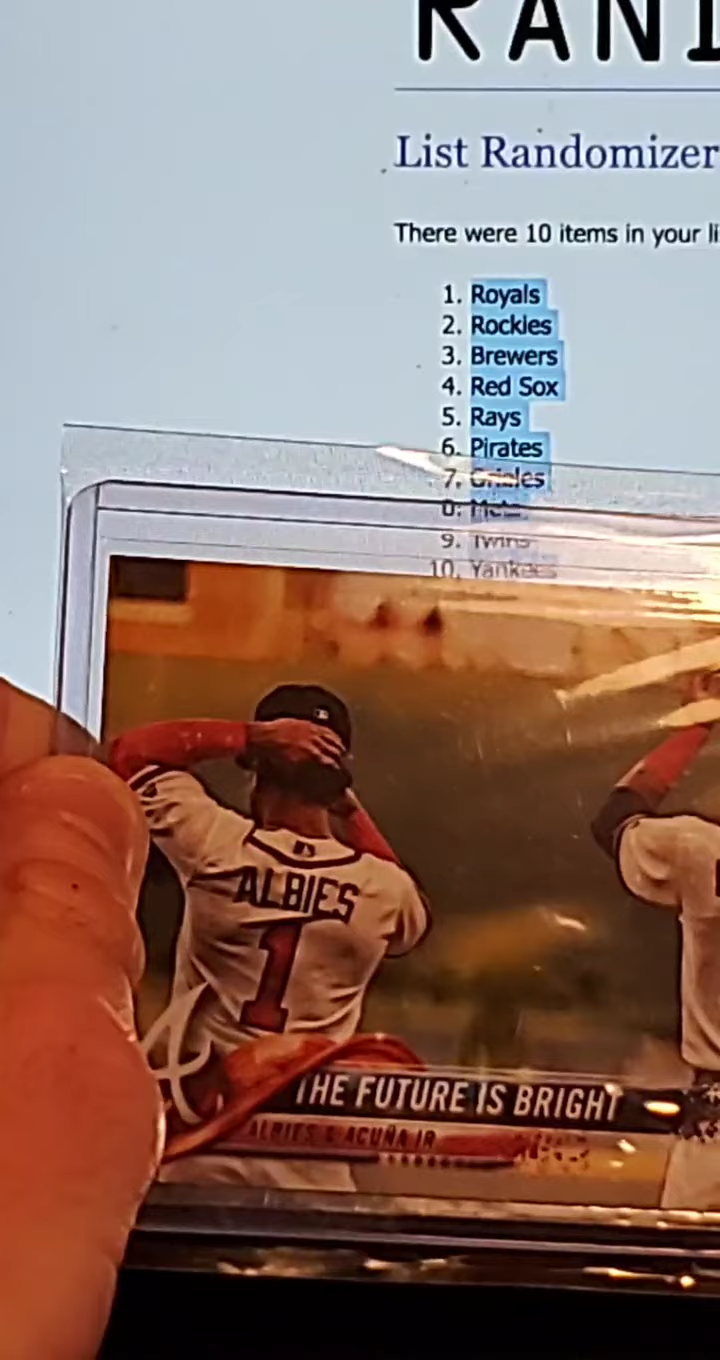 RAN
List Randomizer
There were 10 items in your li
1. Royals
2. Rockies
3. Brewers
4. Red Sox
5. Rays
6. Pirates
7. Orioles
8. Mets
9. Twins
10. Yankees
ALBIES
1
THE FUTURE IS BRIGHT
ALBIES & ACUÑA JR